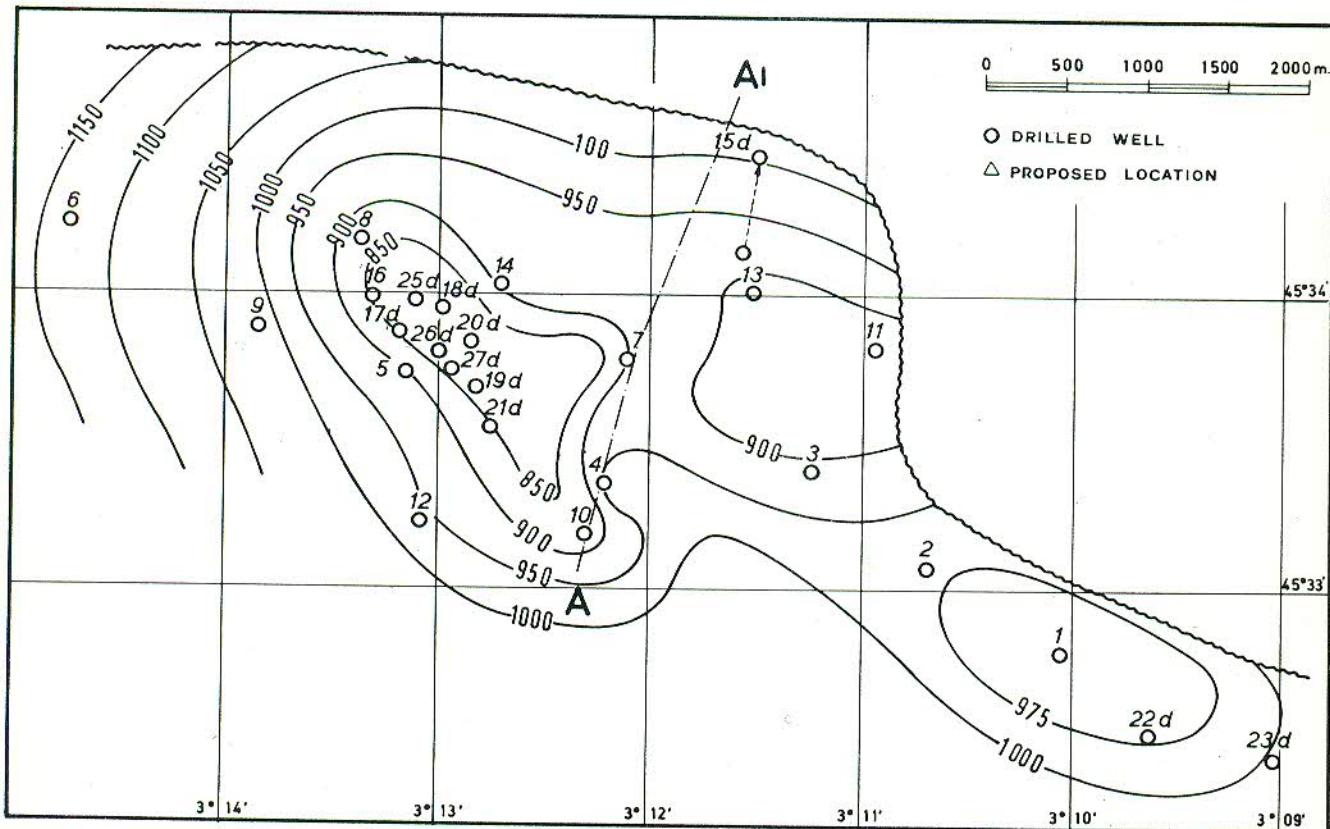 A1
0 500 1000 1500 2000 m.
DRILLED WELL
PROPOSED LOCATION
1150
1100
1050
1000
950
900
850
100
950
15d
6
8
14
13
45°34'
16
25d
18d
9
17d
26d
20d
7
11
5
27d
19d
21d
900
3
4
850
12
10
900
2
950
45°33'
A
1000
1
975
22d
1000
23d
3° 14'
3° 13'
3° 12'
3° 11'
3° 10'
3° 09'